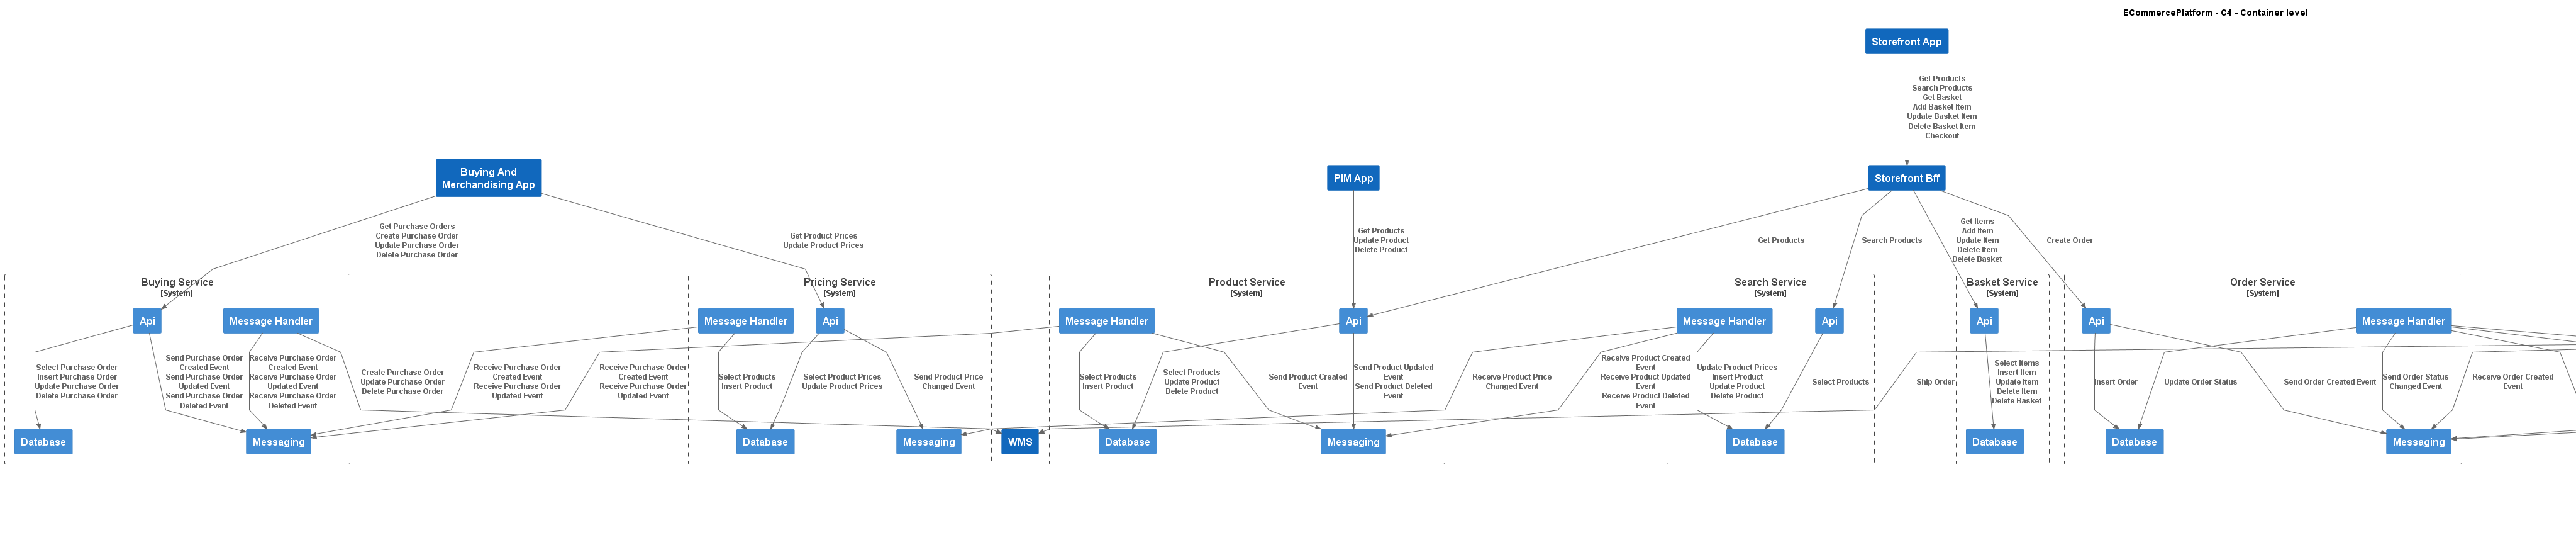 ECommercePlatform - C4 - Container level
Storefront App
Get Products
Search Products
Get Basket
Add Basket Item
Update Basket Item
Delete Basket Item
Checkout
Buying And
Merchandising App
PIM App
Storefront Bff
Get Purchase Orders
Create Purchase Order
Update Purchase Order
Delete Purchase Order
Get Product Prices
Update Product Prices
Get Products
Update Product
Delete Product
Get Products
Search Products
Get Items
Add Item
Update Item
Delete Item
Delete Basket
Create Order
Buying Service
[System]
Api
Message Handler
Select Purchase Order
Insert Purchase Order
Update Purchase Order
Delete Purchase Order
Send Purchase Order
Created Event
Send Purchase Order
Updated Event
Send Purchase Order
Deleted Event
Receive Purchase Order
Created Event
Receive Purchase Order
Updated Event
Receive Purchase Order
Deleted Event
Database
Messaging
Create Purchase Order
Update Purchase Order
Delete Purchase Order
Receive Purchase Order
Created Event
Receive Purchase Order
Updated Event
Receive Purchase Order
Created Event
Receive Purchase Order
Updated Event
Pricing Service
[System]
Message Handler
Api
Select Products
Insert Product
Select Product Prices
Update Product Prices
Send Product Price
Changed Event
Database
Messaging
WMS
Product Service
[System]
Message Handler
Api
Select Products
Insert Product
Select Products
Update Product
Delete Product
Send Product Created
Event
Send Product Updated
Event
Send Product Deleted
Event
Database
Messaging
Receive Product Price
Changed Event
Receive Product Created
Event
Receive Product Updated
Event
Receive Product Deleted
Event
Search Service
[System]
Message Handler
Api
Update Product Prices
Insert Product
Update Product
Delete Product
Select Products
Database
Ship Order
Basket Service
[System]
Api
Select Items
Insert Item
Update Item
Delete Item
Delete Basket
Database
Order Service
[System]
Api
Message Handler
Insert Order
Update Order Status
Send Order Created Event
Send Order Status
Changed Event
Receive Order Created
Event
Database
Messaging